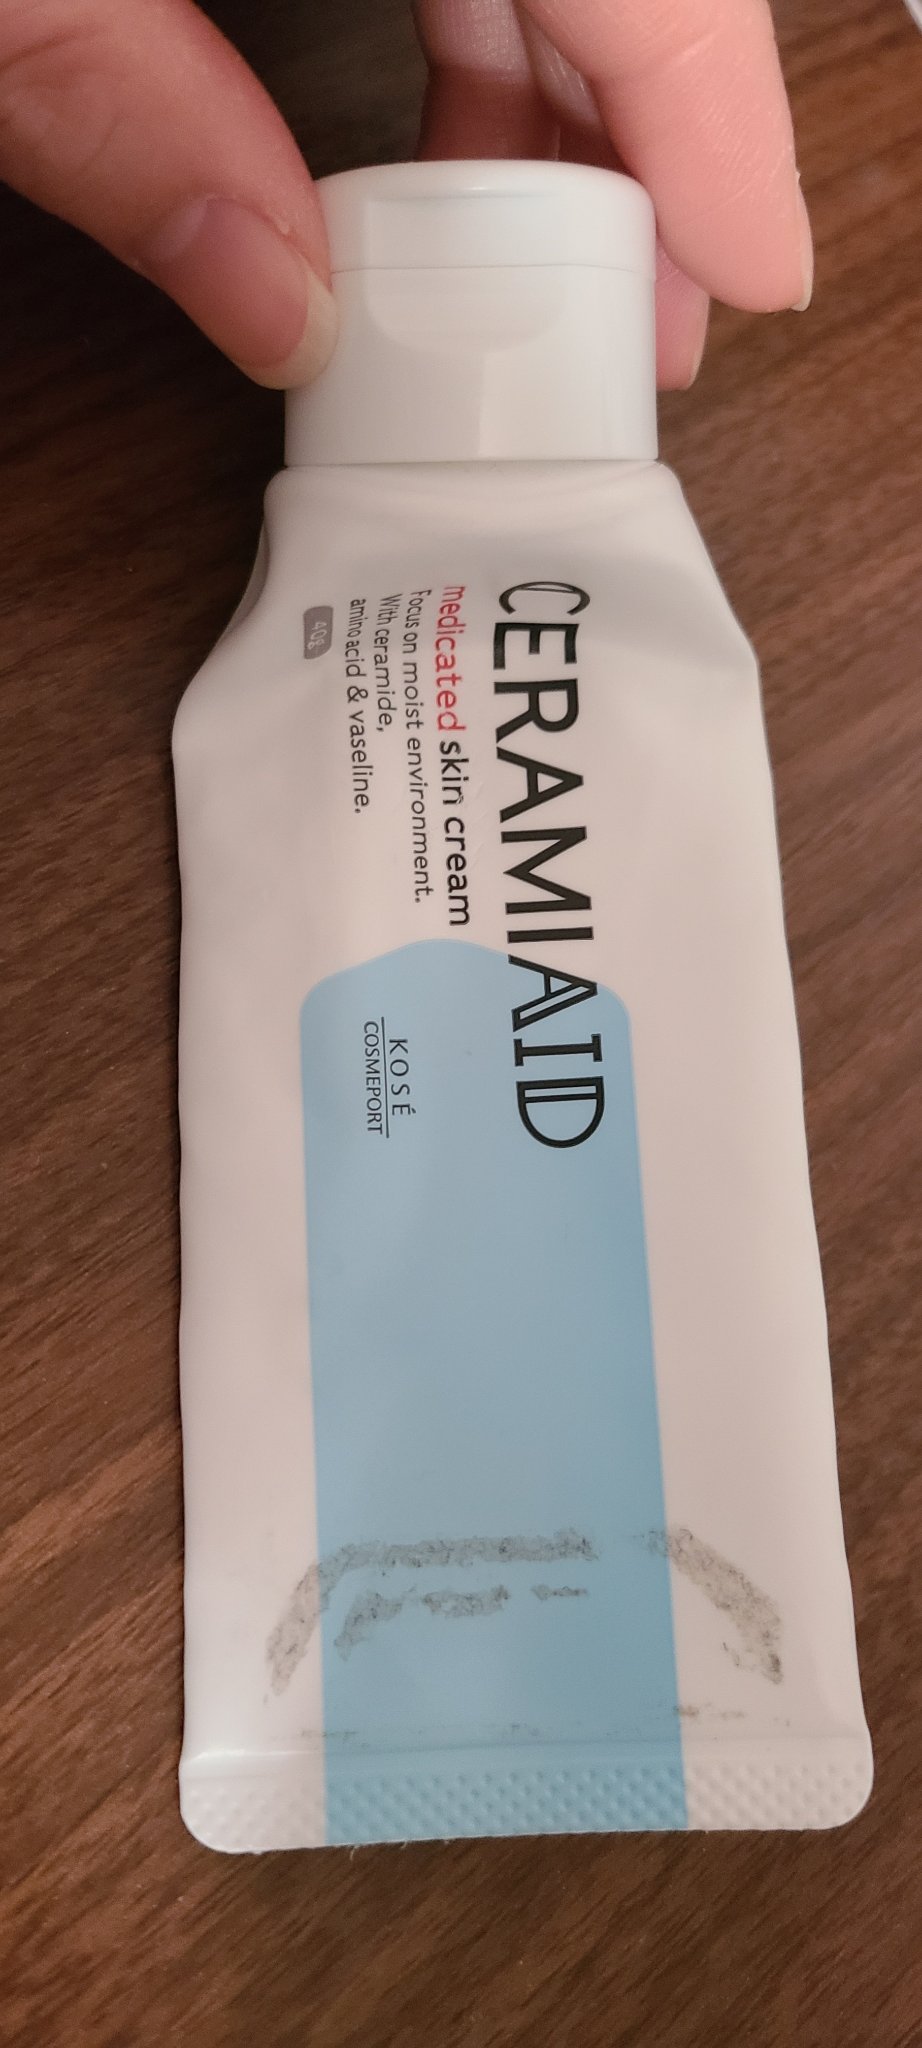 CERAMIAID
medicated skin cream
Focus on moist environment.
With ceramide,
amino acid & vaseline.
40g
KOSÉ
COSMEPORT